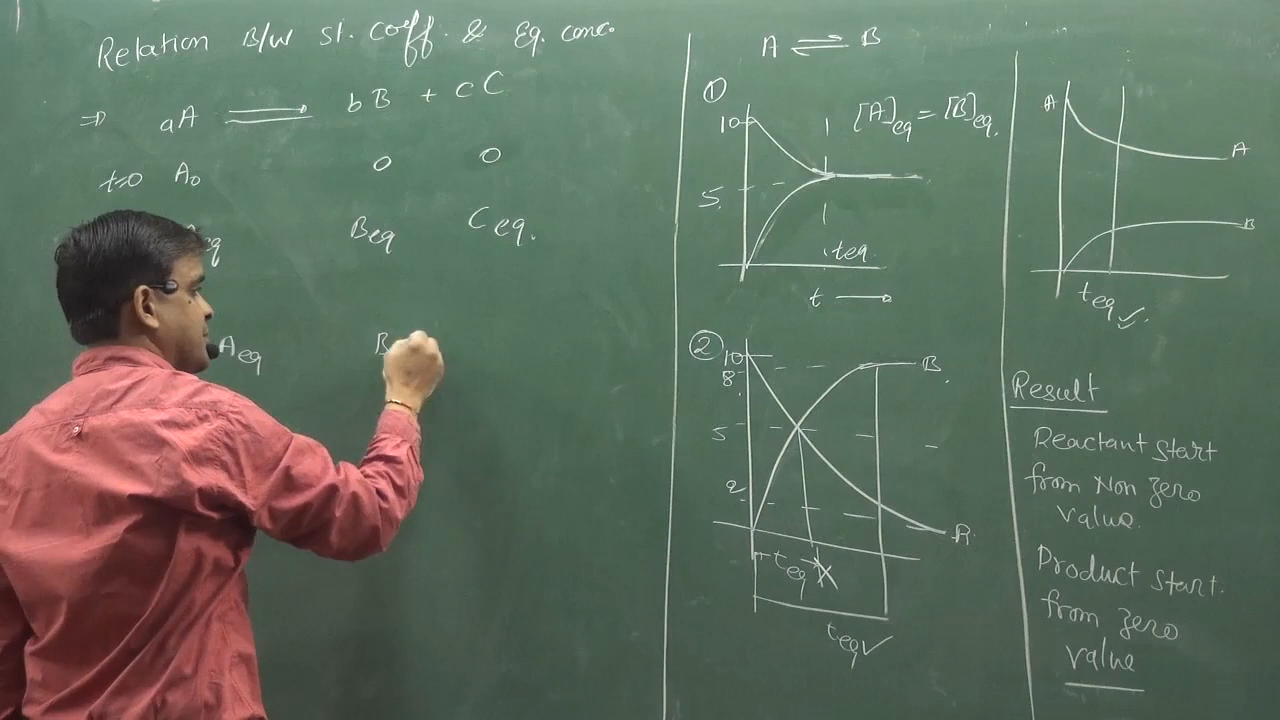 Relation B/w st. coeff. & Eq. conc.
⇒ aA ⇌ bB + cC
t=0 A₀ 0 0
eq Beq Ceq.
Aeq B
A ⇌ B
①
10
5
[A]eq = [B]eq.
teq
t →
②
10
8
5
2
B
teq
teq ✓
A
A
B
teq ✓
Result
Reactant start
from Non zero
value.
Product start.
from zero
value